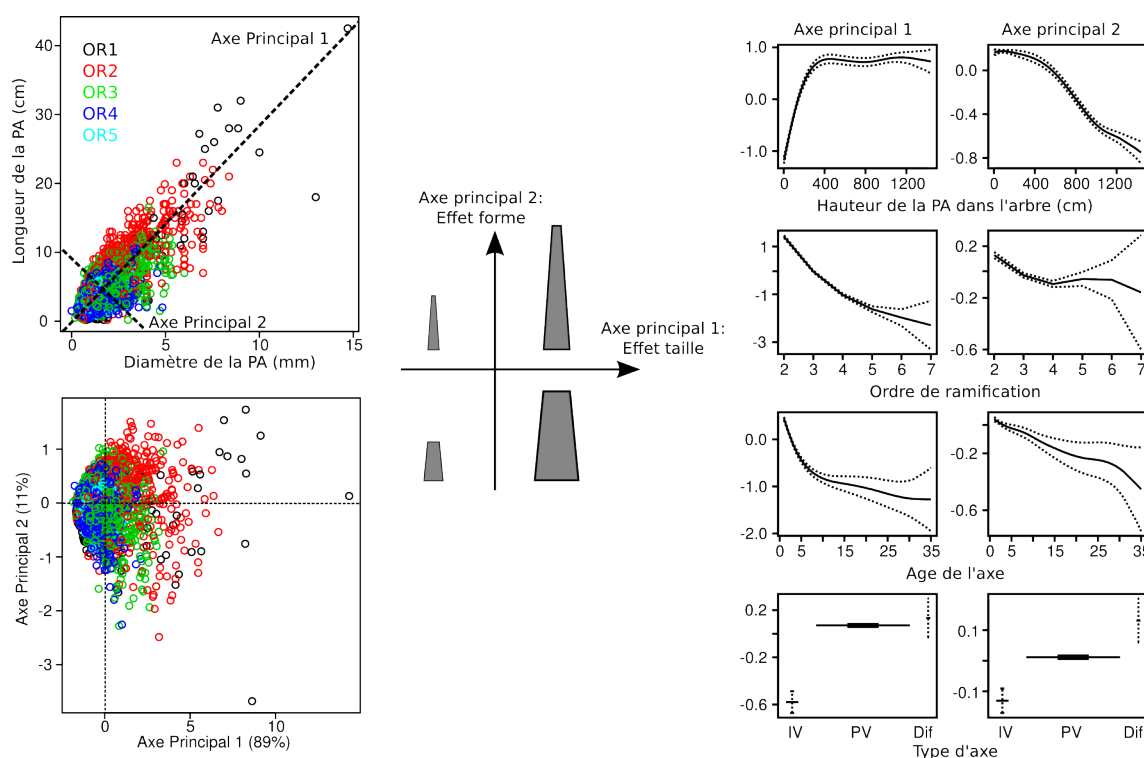 Axe Principal 1
OR1
OR2
OR3
OR4
OR5
Axe Principal 2
Longueur de la PA (cm)
40
30
20
10
0
0
5
10
15
Diamètre de la PA (mm)
1
0
-1
-2
-3
Axe Principal 2 (11%)
0
5
10
Axe Principal 1 (89%)
Axe principal 2:
Effet forme
Axe principal 1:
Effet taille
Axe principal 1
Axe principal 2
1.0
0.0
-1.0
0.0
-0.4
-0.8
0
400
800
1200
0
400
800
1200
Hauteur de la PA dans l'arbre (cm)
1
-1
-3
0.2
-0.2
-0.6
2
3
4
5
6
7
2
3
4
5
6
7
Ordre de ramification
0.0
-1.0
-2.0
-0.2
-0.6
0
5
15
25
35
0
5
15
25
35
Age de l'axe
0.2
-0.2
-0.6
0.1
-0.1
IV
PV
Dif
IV
PV
Dif
Type d'axe